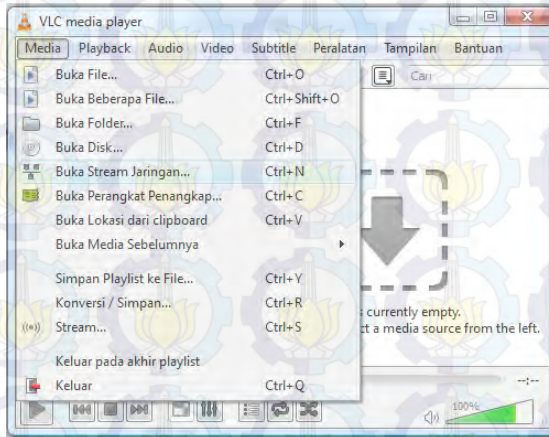 VLC media player
Media Playback Audio Video Subtitle Peralatan Tampilan Bantuan
Buka File... Ctrl+O
Cari
Buka Beberapa File... Ctrl+Shift+O
Buka Folder... Ctrl+F
Buka Disk... Ctrl+D
Buka Stream Jaringan... Ctrl+N
Buka Perangkat Penangkap... Ctrl+C
Buka Lokasi dari clipboard Ctrl+V
Buka Media Sebelumnya
Simpan Playlist ke File... Ctrl+Y
Konversi / Simpan... Ctrl+R
currently empty.
Stream... Ctrl+S
ct a media source from the left.
Keluar pada akhir playlist
Keluar Ctrl+Q
--:--
100%